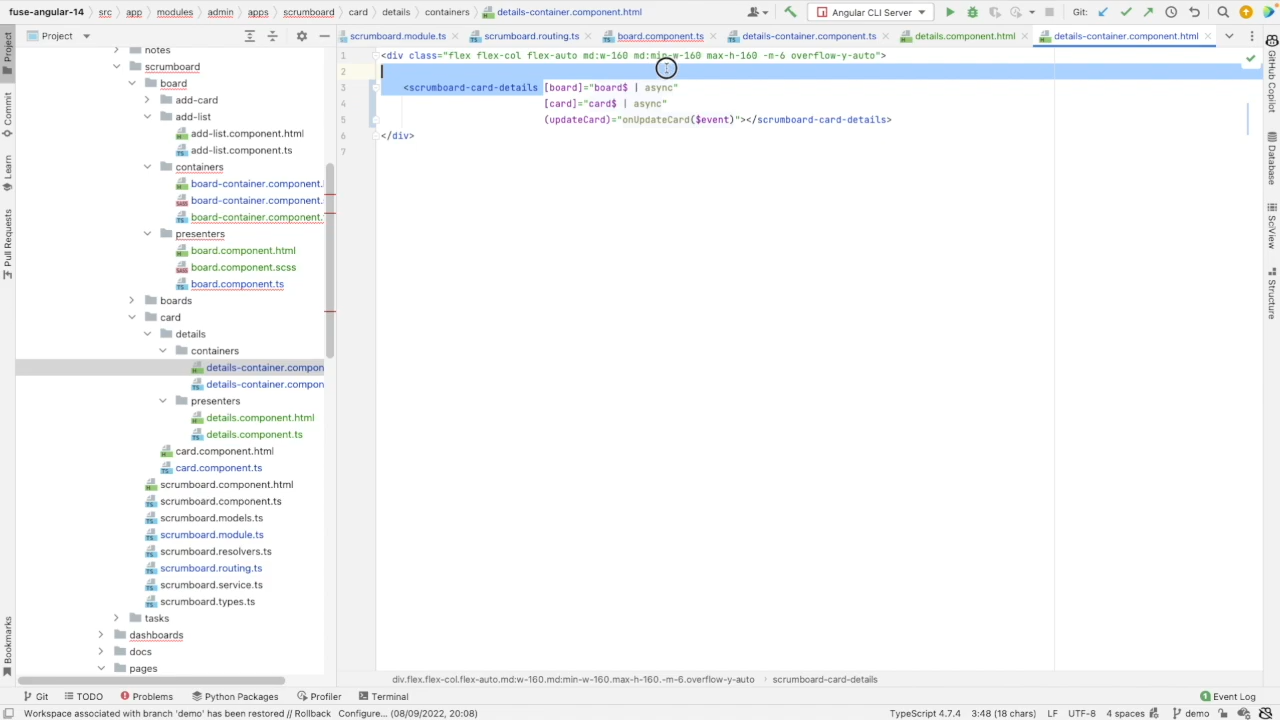 fuse-angular-14 src app modules admin apps scrumboard card details containers details-container.component.html Angular CLI Server Git:
Project
scrumboard.module.ts scrumboard.routing.ts board.component.ts details-container.component.ts details.component.html details-container.component.html
1 <div class="flex flex-col flex-auto md:w-160 md:min-w-160 max-h-160 -m-6 overflow-y-auto">
2
3 <scrumboard-card-details [board]="board$ | async"
4 [card]="card$ | async"
5 (updateCard)="onUpdateCard($event)"></scrumboard-card-details>
6 </div>
7
notes
scrumboard
board
add-card
add-list
add-list.component.html
add-list.component.ts
containers
board-container.component.
board-container.component.
board-container.component.
presenters
board.component.html
board.component.scss
board.component.ts
boards
card
details
containers
details-container.compon
details-container.compon
presenters
details.component.html
details.component.ts
card.component.html
card.component.ts
scrumboard.component.html
scrumboard.component.ts
scrumboard.models.ts
scrumboard.module.ts
scrumboard.resolvers.ts
scrumboard.routing.ts
scrumboard.service.ts
scrumboard.types.ts
tasks
dashboards
docs
pages
Project
Commit
Learn
Pull Requests
Bookmarks
GitHub Copilot
Database
SciView
Structure
div.flex.flex-col.flex-auto.md:w-160.md:min-w-160.max-h-160.-m-6.overflow-y-auto scrumboard-card-details
Git TODO Problems Python Packages Profiler Terminal Event Log
Workspace associated with branch 'demo' has been restored // Rollback Configure... (08/09/2022, 20:08) TypeScript 4.7.4 3:48 (18 chars) LF UTF-8 4 spaces demo